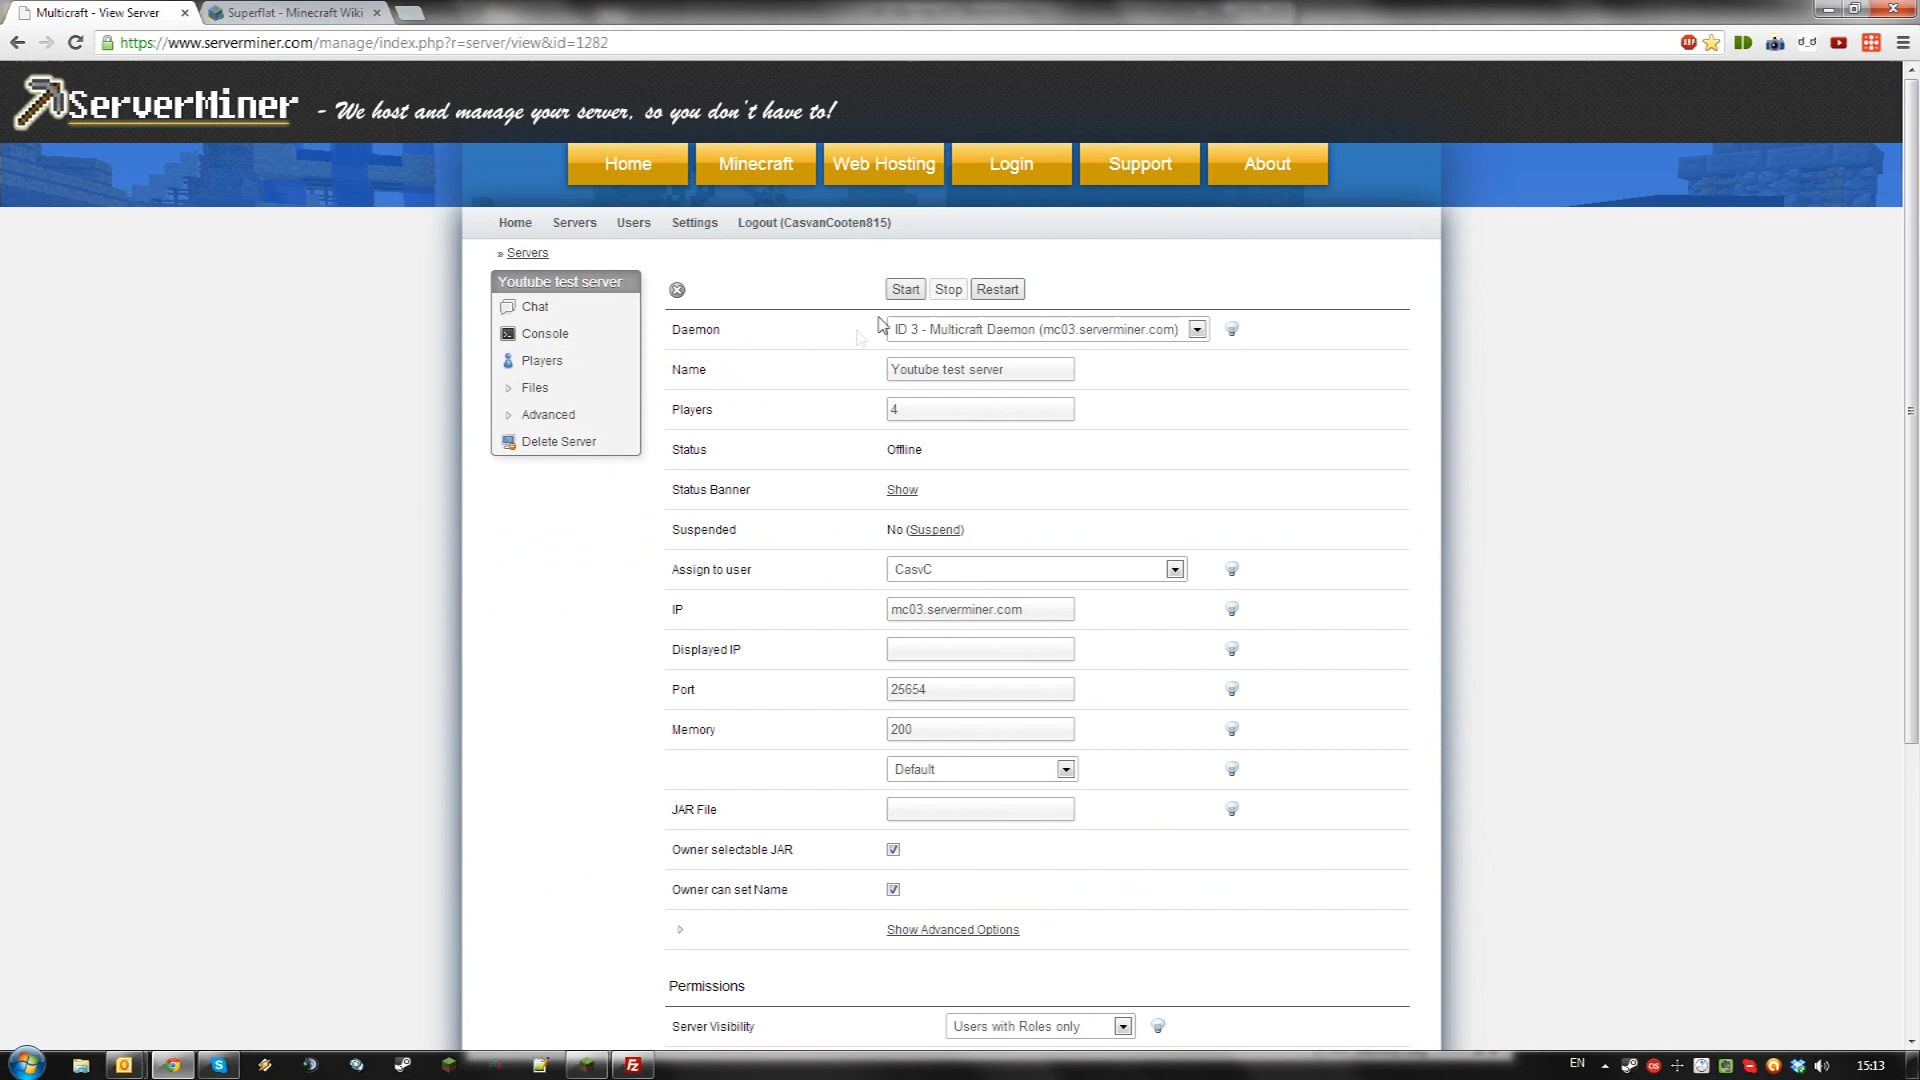 Multicraft - View Server
Superflat - Minecraft Wiki
https://www.serverminer.com/manage/index.php?r=server/view&id=1282
ServerMiner - We host and manage your server, so you don't have to!
Home Minecraft Web Hosting Login Support About
Home Servers Users Settings Logout (CasvanCooten815)
» Servers
Youtube test server
Chat
Console
Players
Files
Advanced
Delete Server
Start Stop Restart
Daemon ID 3 - Multicraft Daemon (mc03.serverminer.com)
Name Youtube test server
Players 4
Status Offline
Status Banner Show
Suspended No (Suspend)
Assign to user CasvC
IP mc03.serverminer.com
Displayed IP
Port 25654
Memory 200
Default
JAR File
Owner selectable JAR
Owner can set Name
Show Advanced Options
Permissions
Server Visibility Users with Roles only
EN 15:13